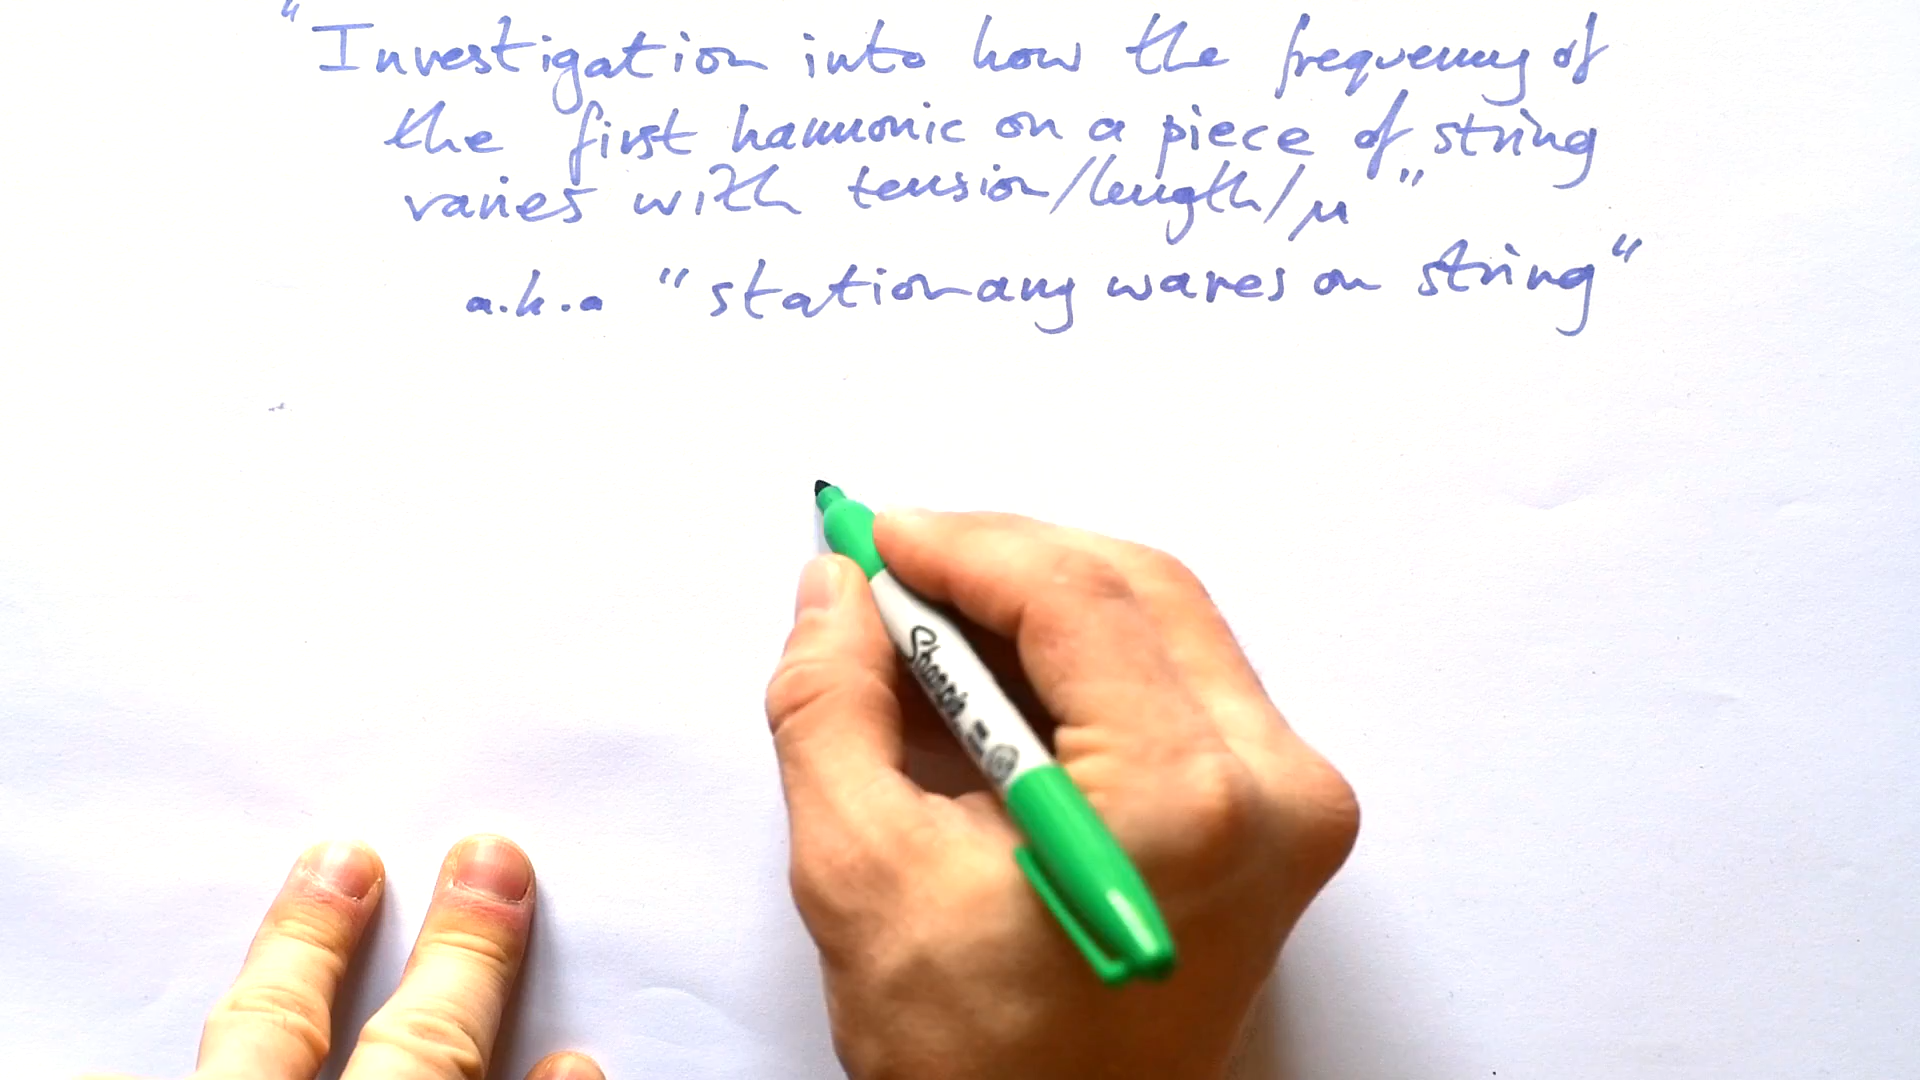 "Investigation into how the frequency of
the first harmonic on a piece of string
varies with tension/length/μ"
a.k.a "stationary waves on string"
Sharpie